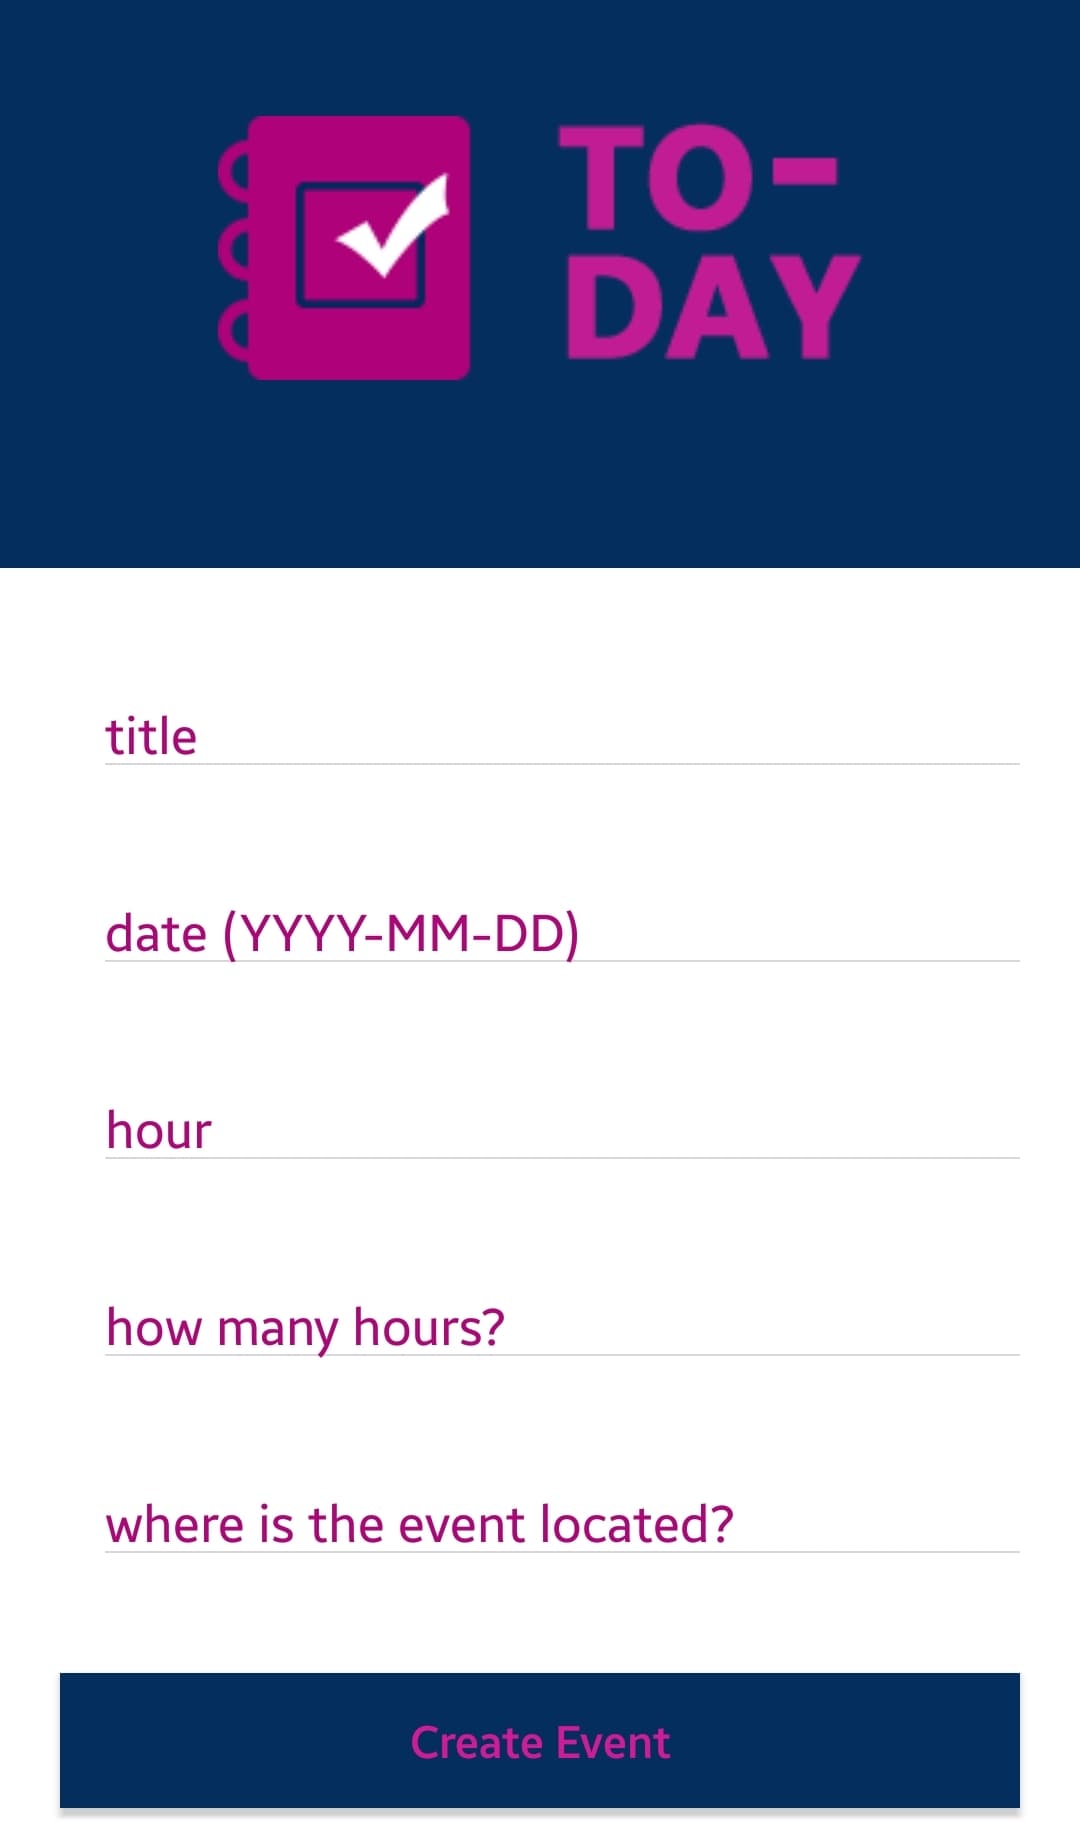 TO-
DAY
title
date (YYYY-MM-DD)
hour
how many hours?
where is the event located?
Create Event